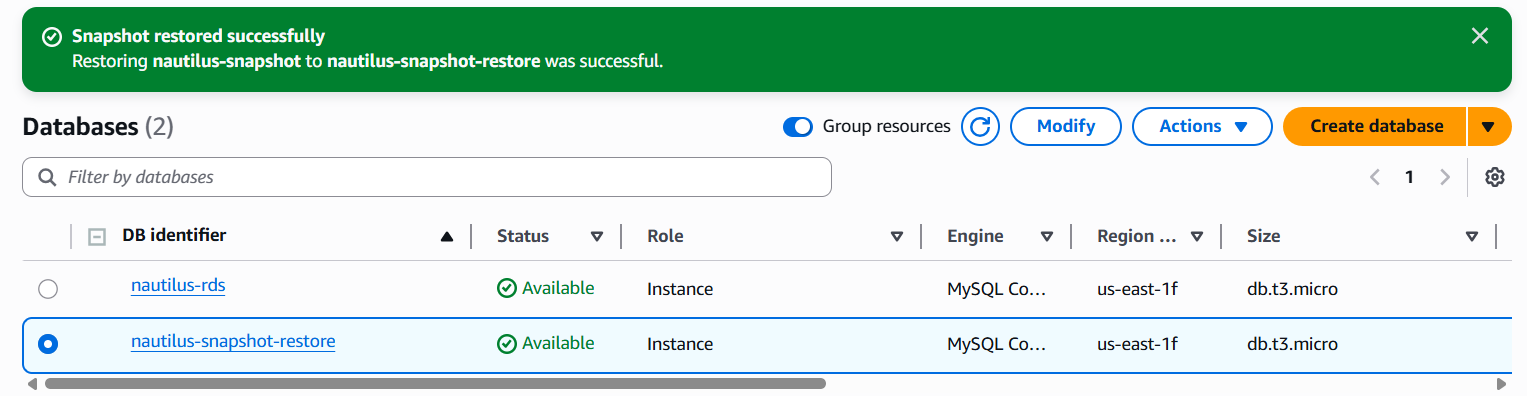 Snapshot restored successfully
Restoring nautilus-snapshot to nautilus-snapshot-restore was successful.
Databases (2)
Group resources
Modify
Actions
Create database
Filter by databases
1
DB identifier Status Role Engine Region ... Size
nautilus-rds Available Instance MySQL Co... us-east-1f db.t3.micro
nautilus-snapshot-restore Available Instance MySQL Co... us-east-1f db.t3.micro